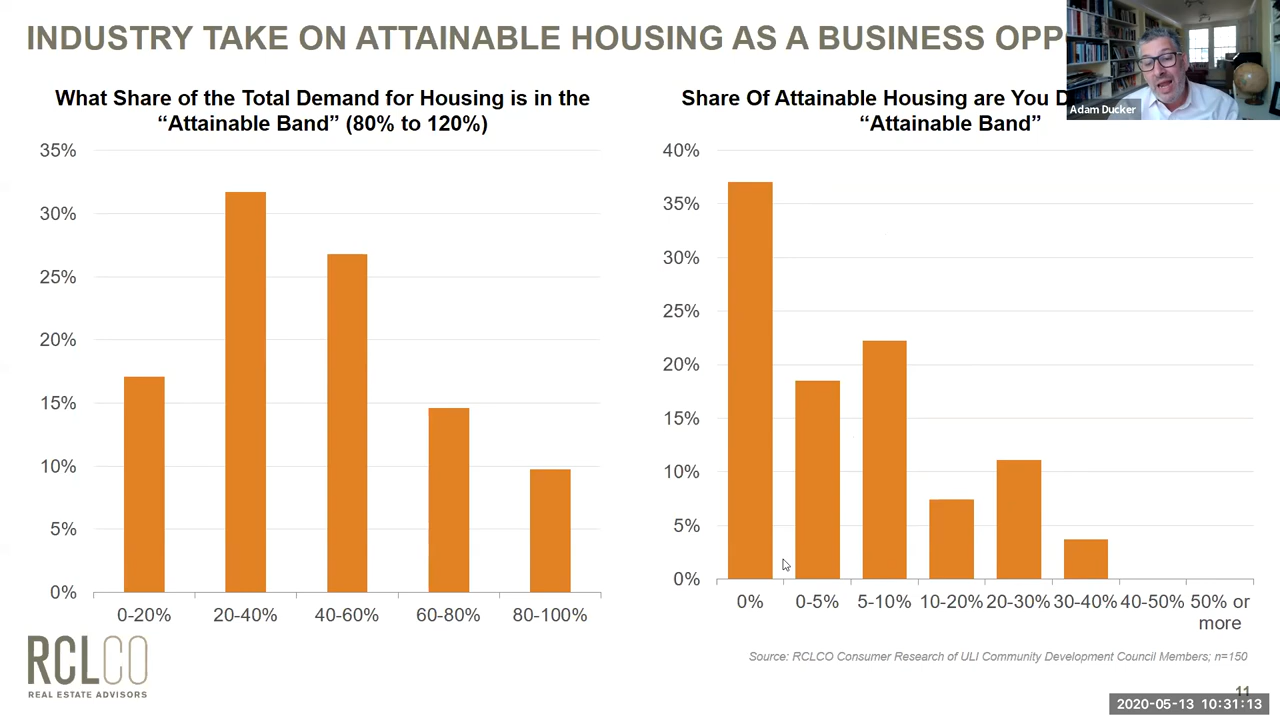 INDUSTRY TAKE ON ATTAINABLE HOUSING AS A BUSINESS
Adam Ducker
What Share of the Total Demand for Housing is in the
“Attainable Band” (80% to 120%)
35%
30%
25%
20%
15%
10%
5%
0%
0-20%
20-40%
40-60%
60-80%
80-100%
Share Of Attainable Housing are You
“Attainable Band”
40%
35%
30%
25%
20%
15%
10%
5%
0%
0%
0-5%
5-10%
10-20%
20-30%
30-40%
40-50%
50% or
more
Source: RCLCO Consumer Research of ULI Community Development Council Members; n=150
RCLCO
REAL ESTATE ADVISORS
11
2020-05-13 10:31:13